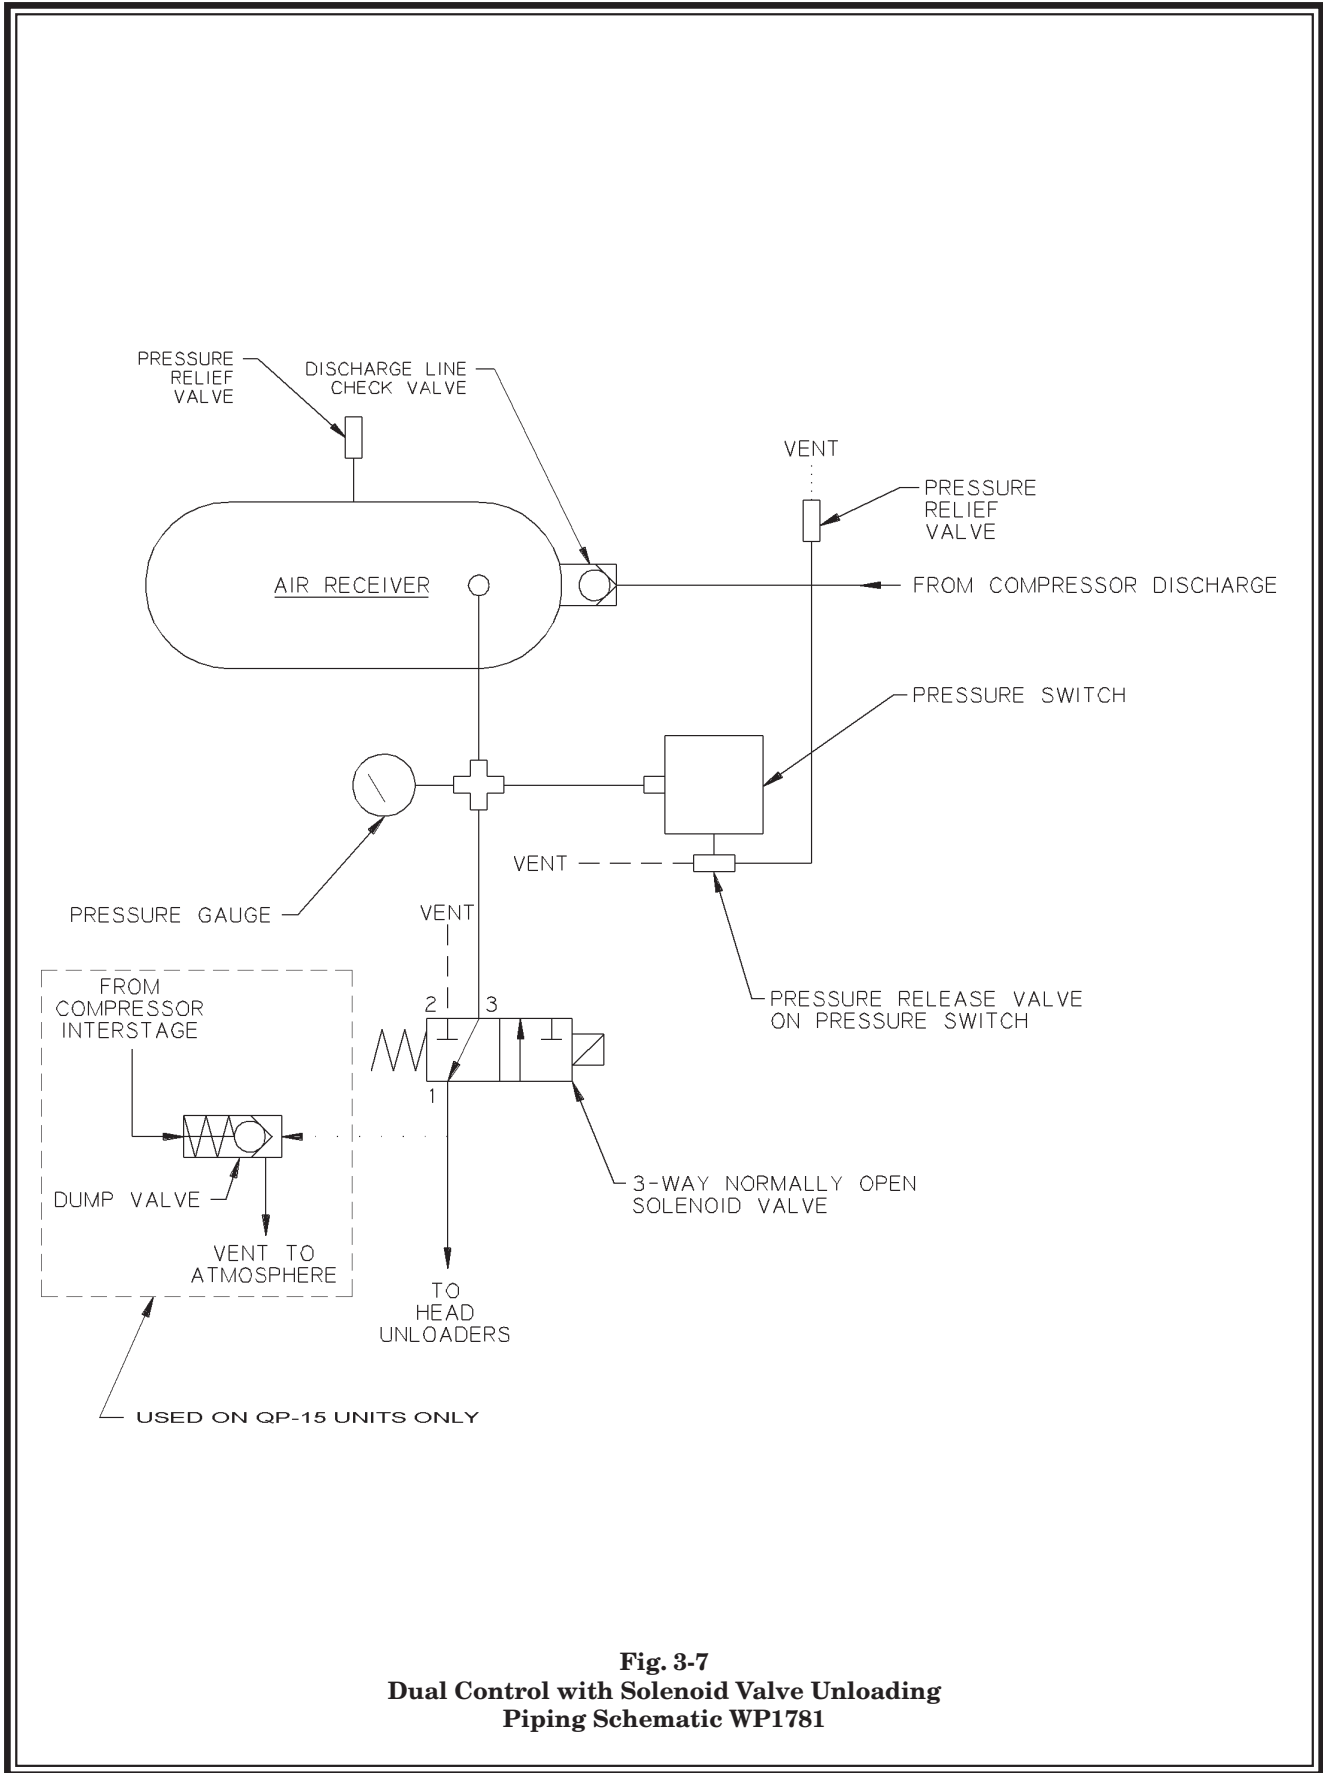 PRESSURE
RELIEF
VALVE
DISCHARGE LINE
CHECK VALVE
VENT
PRESSURE
RELIEF
VALVE
AIR RECEIVER
FROM COMPRESSOR DISCHARGE
PRESSURE SWITCH
VENT
PRESSURE GAUGE
VENT
PRESSURE RELEASE VALVE
ON PRESSURE SWITCH
FROM
COMPRESSOR
INTERSTAGE
2 3
1
3-WAY NORMALLY OPEN
SOLENOID VALVE
DUMP VALVE
VENT TO
ATMOSPHERE
TO
HEAD
UNLOADERS
USED ON QP-15 UNITS ONLY
Fig. 3-7
Dual Control with Solenoid Valve Unloading
Piping Schematic WP1781